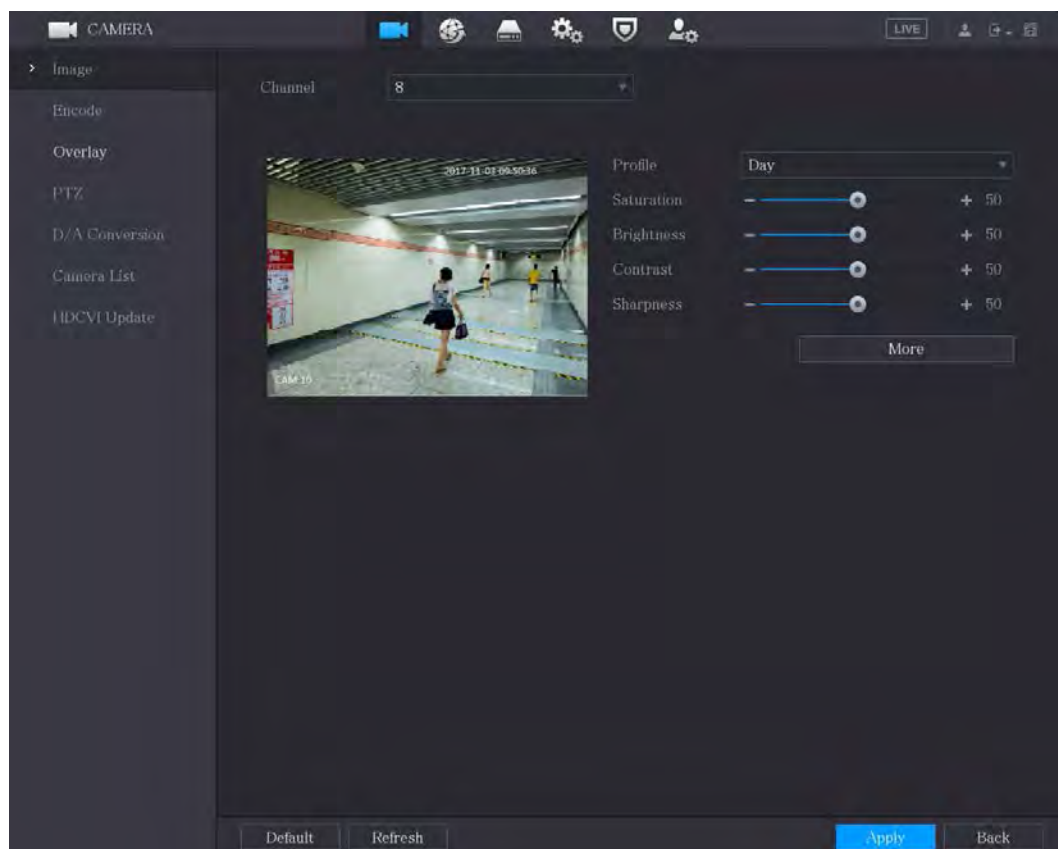 CAMERA
LIVE
Image
Encode
Overlay
PTZ
D/A Conversion
Camera List
HDCVI Update
Channel 8
2017-11-03 09:50:36
CAM 10
Profile Day
Saturation - + 50
Brightness - + 50
Contrast - + 50
Sharpness - + 50
More
Default Refresh Apply Back